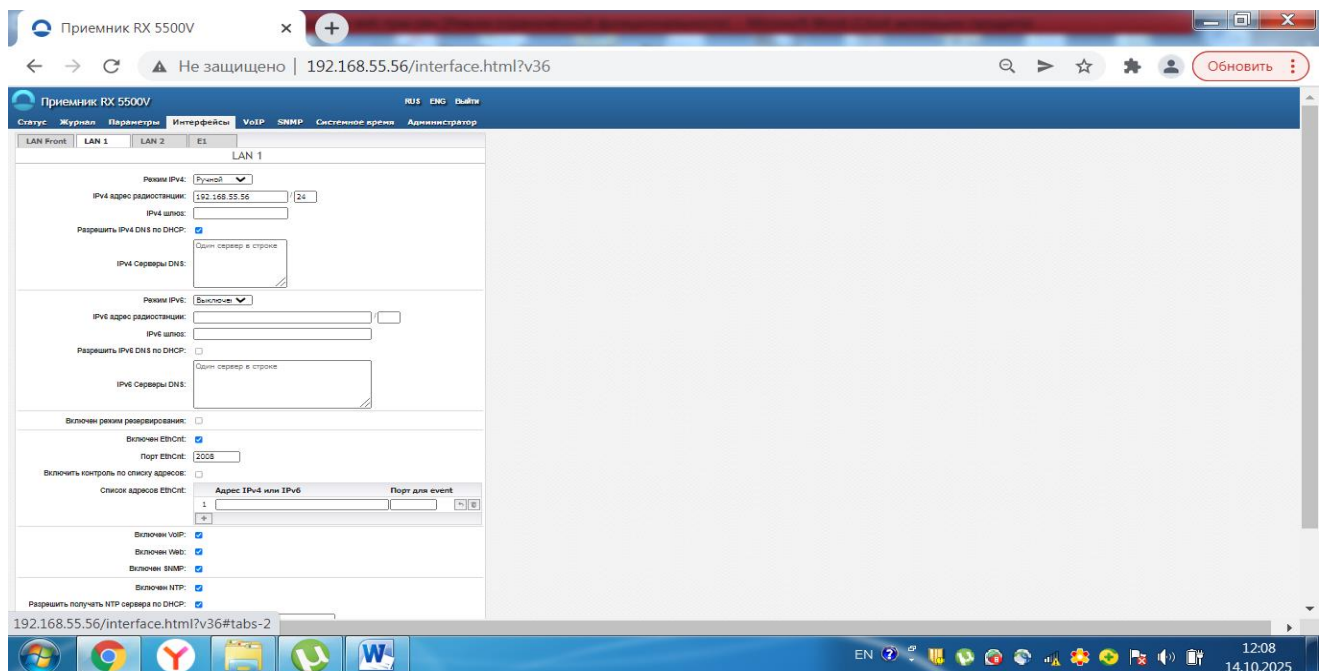 Приемник RX 5500V
Не защищено | 192.168.55.56/interface.html?v36
Обновить
Приемник RX 5500V
RUS ENG Выйти
Статус Журнал Параметры Интерфейсы VoIP SNMP Системное время Администратор
LAN Front LAN 1 LAN 2 E1
LAN 1
Режим IPv4: Ручной
IPv4 адрес радиостанции: 192.168.55.56 / 24
IPv4 шлюз:
Разрешить IPv4 DNS по DHCP:
IPv4 Серверы DNS: Один сервер в строке
Режим IPv6: Выключен
IPv6 адрес радиостанции: /
IPv6 шлюз:
Разрешить IPv6 DNS по DHCP:
IPv6 Серверы DNS: Один сервер в строке
Включен режим резервирования:
Включен EthCnt:
Порт EthCnt: 2008
Включить контроль по списку адресов:
Список адресов EthCnt: Адрес IPv4 или IPv6 Порт для event
1
+
Включен VoIP:
Включен Web:
Включен SNMP:
Включен NTP:
Разрешить получать NTP сервера по DHCP:
192.168.55.56/interface.html?v36#tabs-2
EN
12:08
14.10.2025